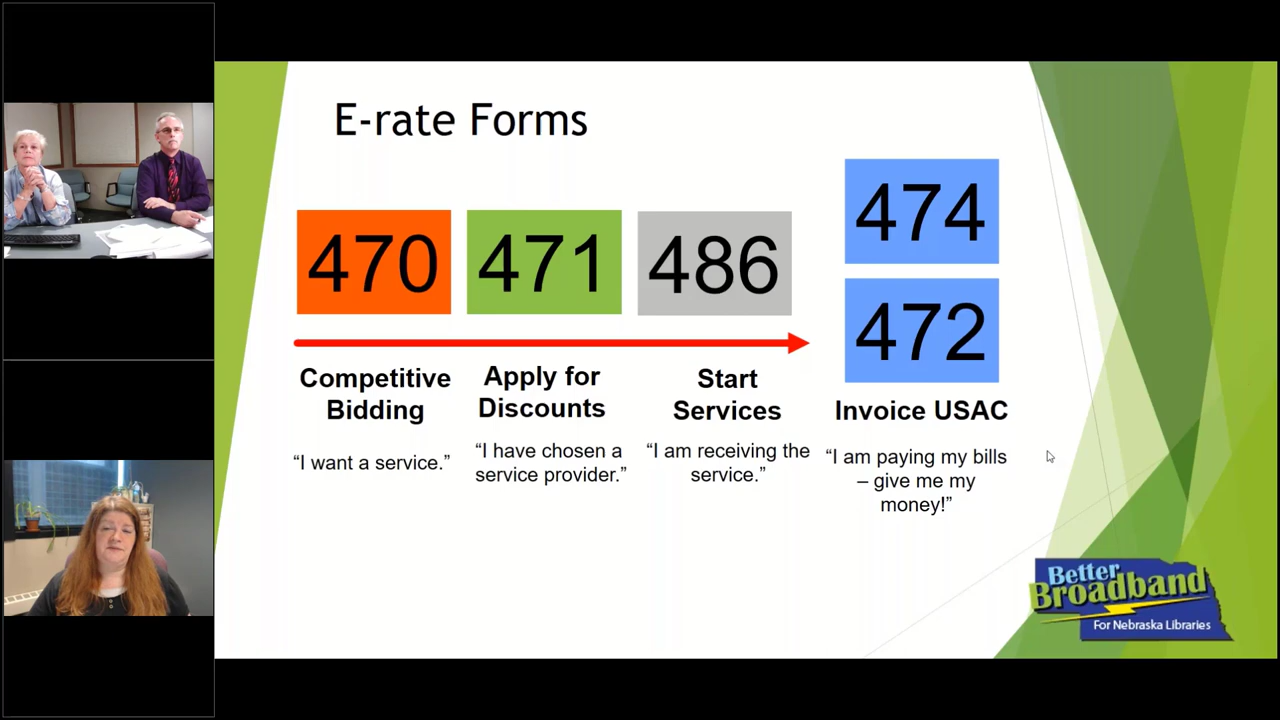 E-rate Forms
470
471
486
474
472
Competitive
Bidding
"I want a service."
Apply for
Discounts
“I have chosen a
service provider.”
Start
Services
“I am receiving the
service.”
Invoice USAC
“I am paying my bills
– give me my
money!”
Better
Broadband
For Nebraska Libraries